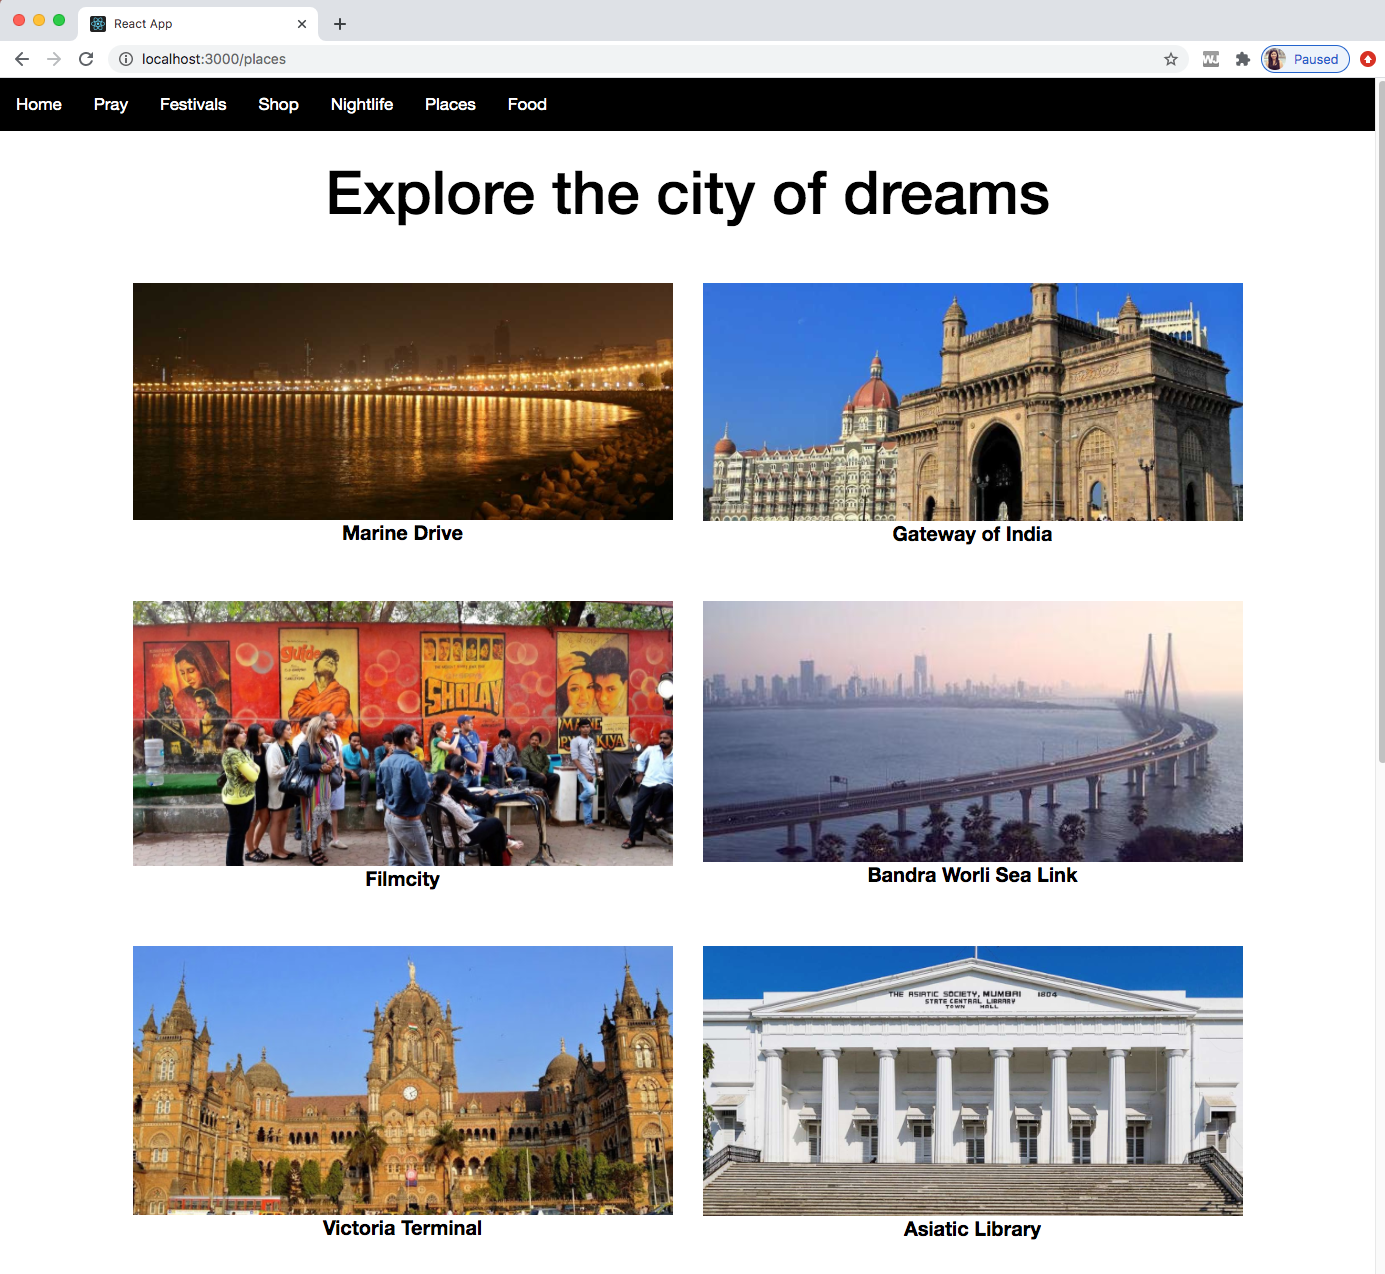 React App
localhost:3000/places
Paused
Home Pray Festivals Shop Nightlife Places Food
Explore the city of dreams
Marine Drive
Gateway of India
guide
SHOLAY
Filmcity
Bandra Worli Sea Link
THE ASIATIC SOCIETY, MUMBAI 1804
STATE CENTRAL LIBRARY
TOWN HALL
Victoria Terminal
Asiatic Library